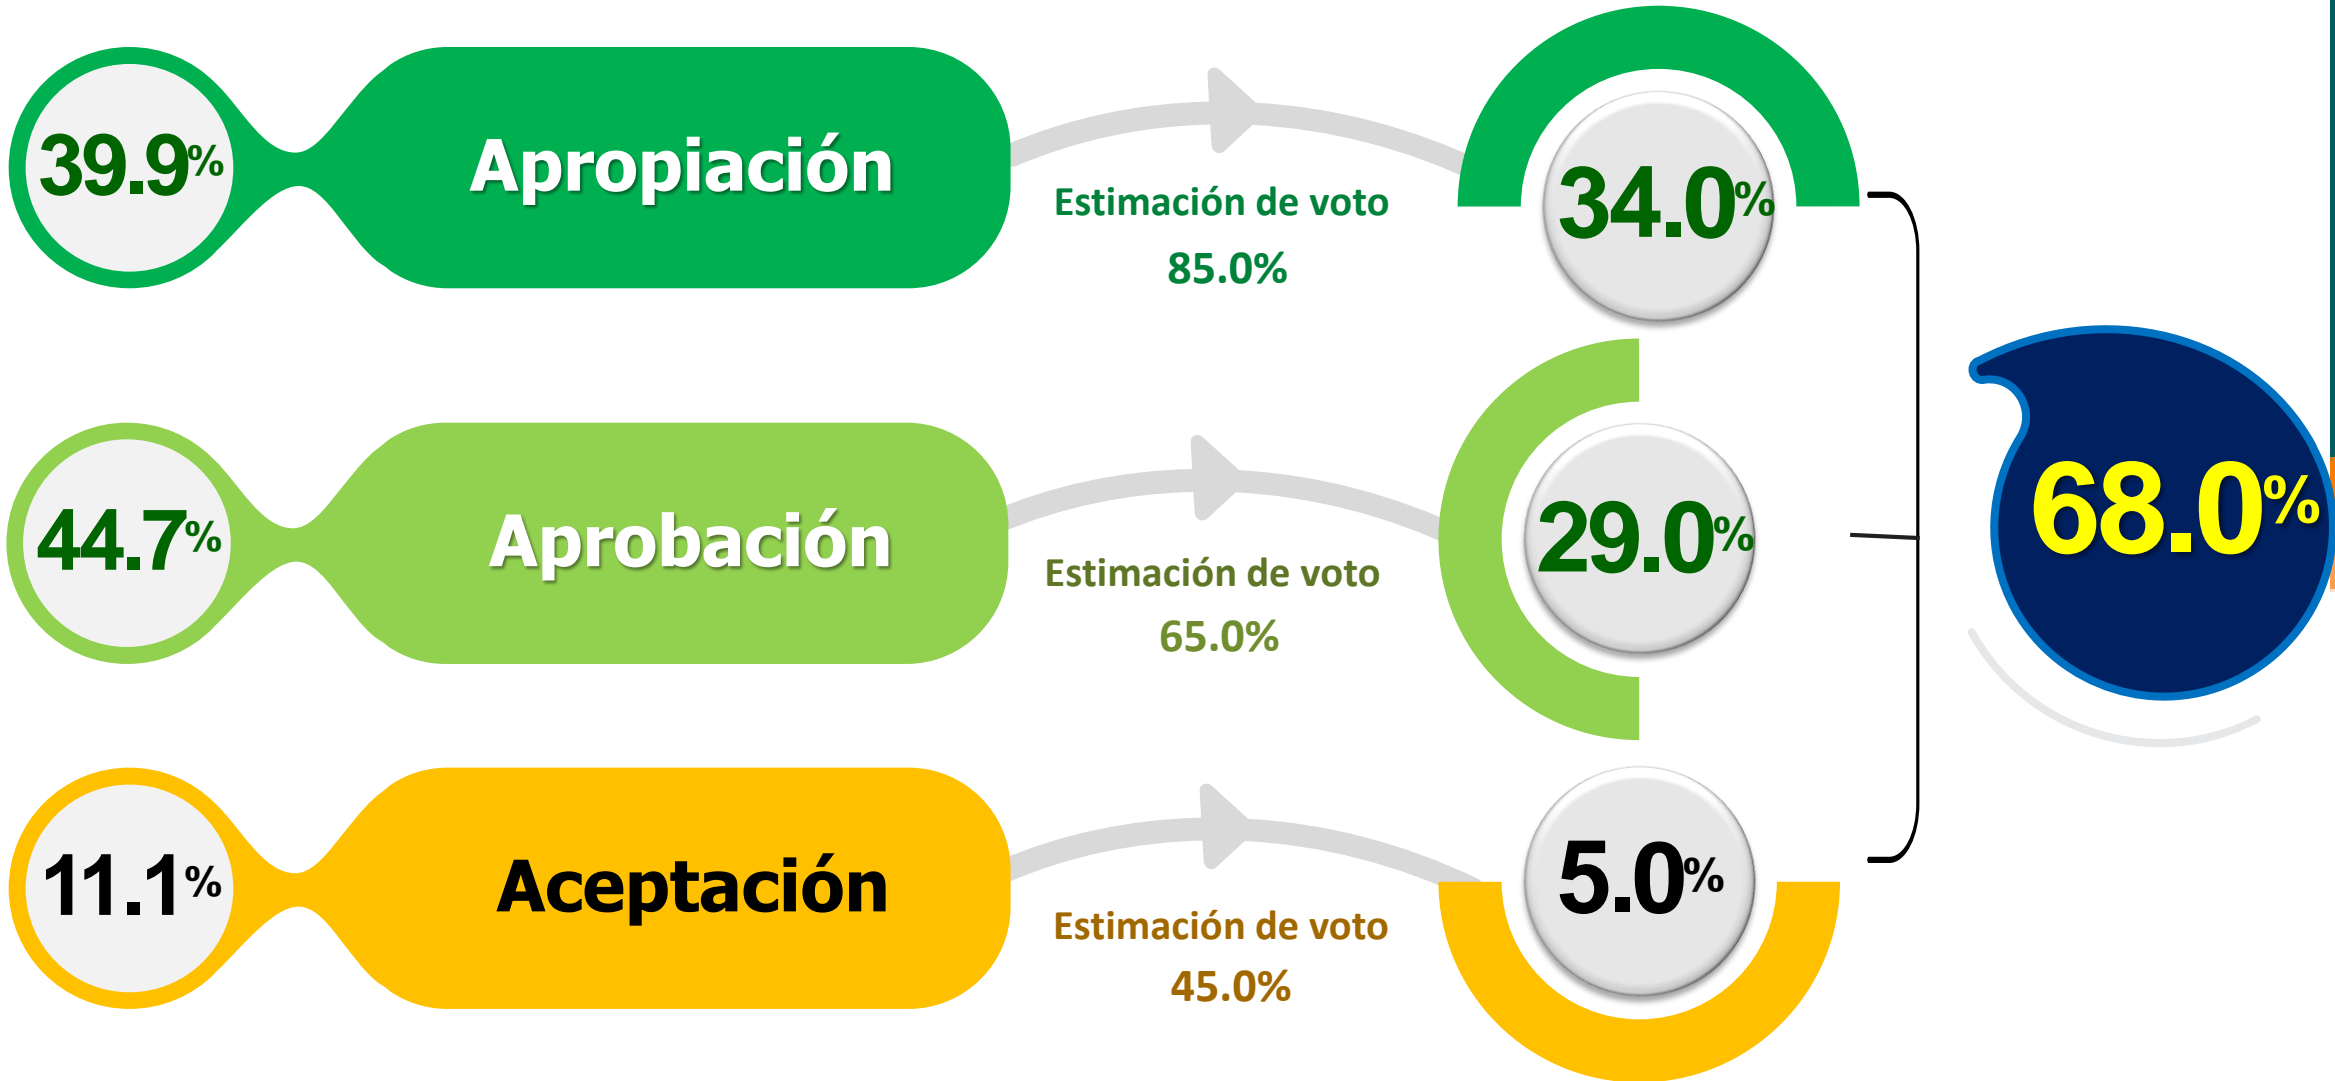 39.9%
Apropiación
Estimación de voto
85.0%
34.0%
44.7%
Aprobación
Estimación de voto
65.0%
29.0%
68.0%
11.1%
Aceptación
Estimación de voto
45.0%
5.0%